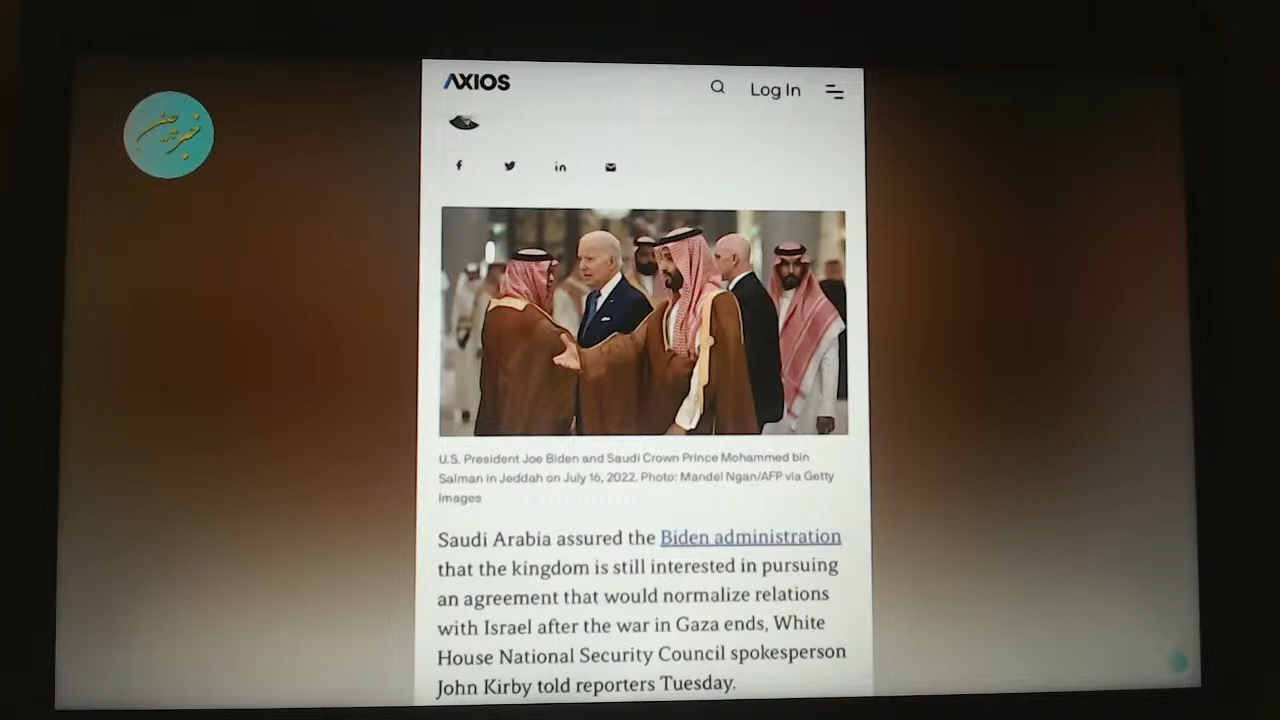 خبرچین
AXIOS
Log In
U.S. President Joe Biden and Saudi Crown Prince Mohammed bin
Salman in Jeddah on July 16, 2022. Photo: Mandel Ngan/AFP via Getty
Images
Saudi Arabia assured the Biden administration
that the kingdom is still interested in pursuing
an agreement that would normalize relations
with Israel after the war in Gaza ends, White
House National Security Council spokesperson
John Kirby told reporters Tuesday.